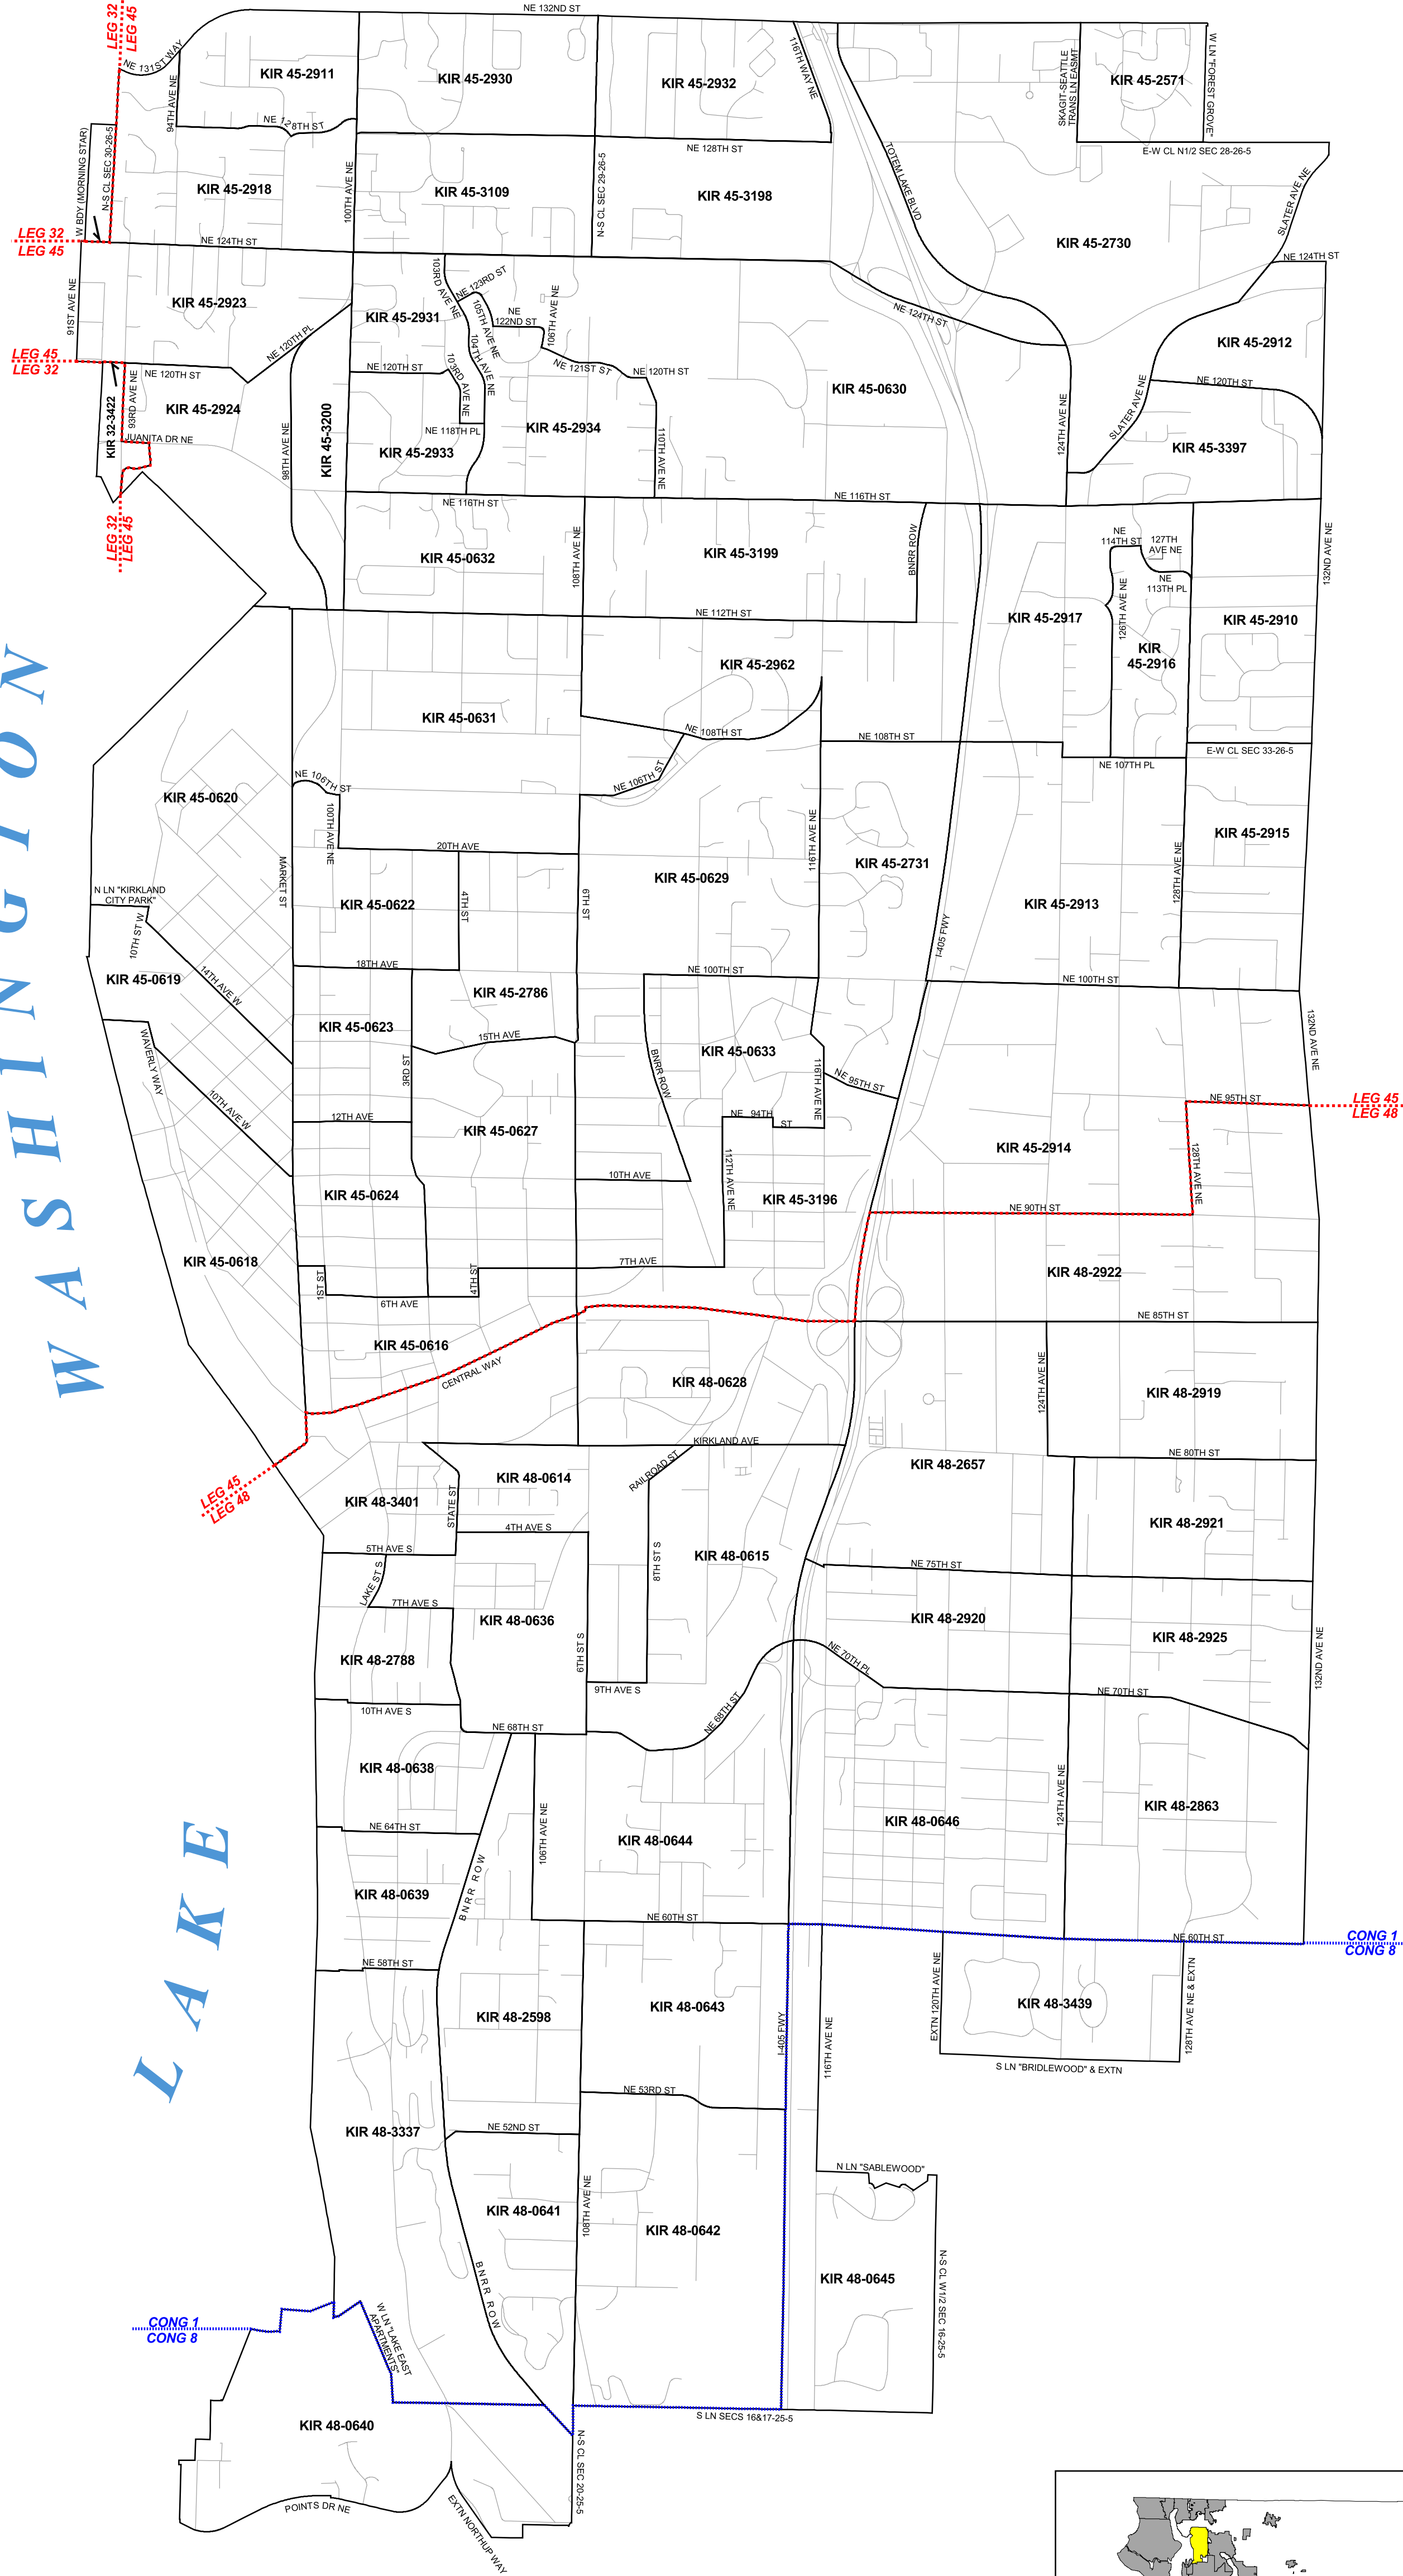 NE 132ND ST
LEG 32
LEG 45
NE 131ST WAY
94TH AVE NE
KIR 45-2911
KIR 45-2930
KIR 45-2932
116TH WAY NE
SKAGIT-SEATTLE
TRANS LN EASMT
KIR 45-2571
W LN "FOREST GROVE"
NE 128TH ST
NE 128TH ST
E-W CL N1/2 SEC 28-26-5
W BDY (MORNING STAR)
N-S CL SEC 30-26-5
KIR 45-2918
100TH AVE NE
KIR 45-3109
N-S CL SEC 29-26-5
KIR 45-3198
TOTEM LAKE BLVD
KIR 45-2730
SLATER AVE NE
LEG 32
LEG 45
NE 124TH ST
NE 124TH ST
91ST AVE NE
KIR 45-2923
NE 120TH PL
KIR 45-2931
103RD AVE NE
NE 123RD ST
105TH AVE NE
NE
122ND ST
106TH AVE NE
104TH AVE NE
NE 121ST ST
NE 120TH ST
NE 124TH ST
KIR 45-2912
LEG 45
LEG 32
NE 120TH ST
NE 120TH ST
103RD AVE NE
KIR 45-0630
NE 120TH ST
KIR 32-3422
93RD AVE NE
KIR 45-2924
JUANITA DR NE
98TH AVE NE
KIR 45-3200
KIR 45-2933
NE 118TH PL
KIR 45-2934
110TH AVE NE
124TH AVE NE
SLATER AVE NE
KIR 45-3397
LEG 32
LEG 45
NE 116TH ST
NE 116TH ST
KIR 45-0632
108TH AVE NE
KIR 45-3199
BNRR ROW
NE
114TH ST
127TH
AVE NE
NE
113TH PL
126TH AVE NE
132ND AVE NE
NE 112TH ST
KIR 45-2917
KIR
45-2916
KIR 45-2910
KIR 45-2962
KIR 45-0631
NE 108TH ST
NE 108TH ST
E-W CL SEC 33-26-5
NE 107TH PL
NE 106TH ST
NE 106TH ST
KIR 45-0620
100TH AVE NE
116TH AVE NE
KIR 45-2915
20TH AVE
MARKET ST
KIR 45-2731
128TH AVE NE
N LN "KIRKLAND
CITY PARK"
10TH ST W
KIR 45-0622
4TH ST
6TH ST
KIR 45-0629
KIR 45-2913
I-405 FWY
18TH AVE
NE 100TH ST
NE 100TH ST
KIR 45-0619
14TH AVE W
KIR 45-2786
KIR 45-0623
15TH AVE
3RD ST
BNRR ROW
KIR 45-0633
132ND AVE NE
WAVERLY WAY
116TH AVE NE
NE 95TH ST
NE 95TH ST
LEG 45
LEG 48
10TH AVE W
12TH AVE
KIR 45-0627
NE 94TH
ST
KIR 45-2914
128TH AVE NE
10TH AVE
112TH AVE NE
KIR 45-0624
KIR 45-3196
NE 90TH ST
KIR 45-0618
1ST ST
6TH AVE
4TH ST
7TH AVE
KIR 48-2922
NE 85TH ST
KIR 45-0616
CENTRAL WAY
KIR 48-0628
124TH AVE NE
KIR 48-2919
KIRKLAND AVE
NE 80TH ST
LEG 45
LEG 48
KIR 48-3401
STATE ST
KIR 48-0614
RAILROAD ST
KIR 48-2657
4TH AVE S
5TH AVE S
LAKE ST S
8TH ST S
KIR 48-0615
KIR 48-2921
NE 75TH ST
7TH AVE S
KIR 48-0636
KIR 48-2920
KIR 48-2925
KIR 48-2788
6TH ST S
NE 70TH PL
132ND AVE NE
9TH AVE S
NE 70TH ST
10TH AVE S
NE 68TH ST
NE 68TH ST
KIR 48-0638
106TH AVE NE
124TH AVE NE
KIR 48-2863
NE 64TH ST
KIR 48-0644
KIR 48-0646
KIR 48-0639
BNRR ROW
NE 60TH ST
NE 60TH ST
CONG 1
CONG 8
NE 58TH ST
KIR 48-2598
KIR 48-0643
I-405 FWY
116TH AVE NE
EXTN 120TH AVE NE
KIR 48-3439
128TH AVE NE & EXTN
S LN "BRIDLEWOOD" & EXTN
NE 53RD ST
KIR 48-3337
NE 52ND ST
N LN "SABLEWOOD"
KIR 48-0641
108TH AVE NE
KIR 48-0642
KIR 48-0645
N-S CL W1/2 SEC 16-25-5
BNRR ROW
CONG 1
CONG 8
W LN "LAKE EAST
APARTMENTS"
S LN SECS 16&17-25-5
KIR 48-0640
N-S CL SEC 20-25-5
POINTS DR NE
EXTN NORTHUP WAY
LAKE WASHINGTON